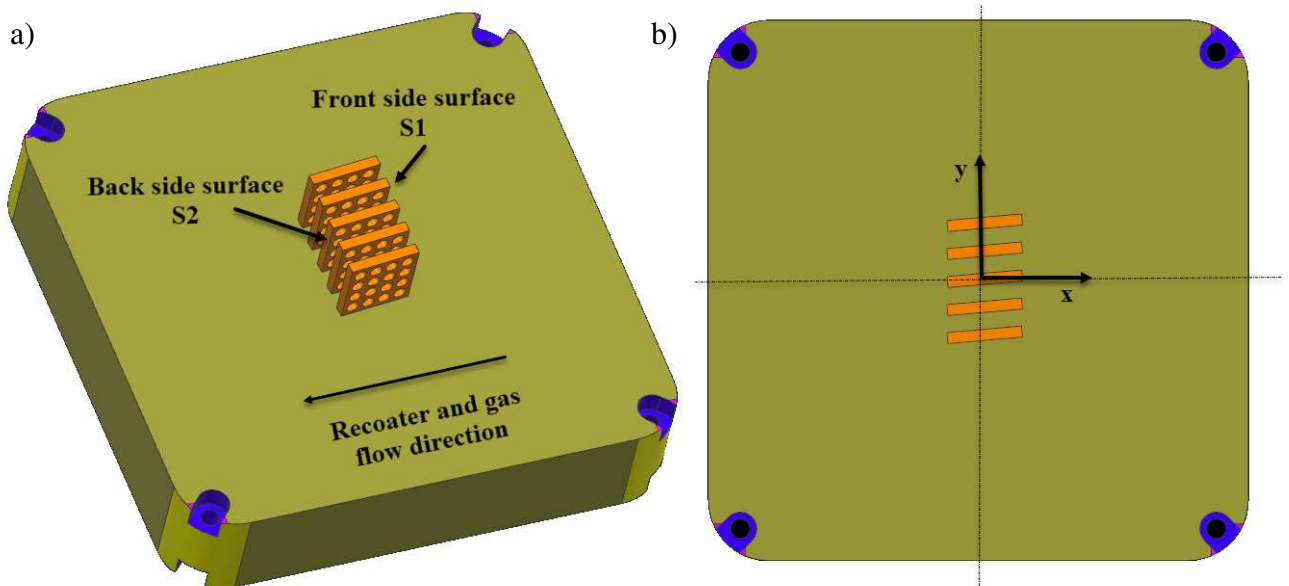 a)
Front side surface
S1
Back side surface
S2
Recoater and gas
flow direction
b)
y
x